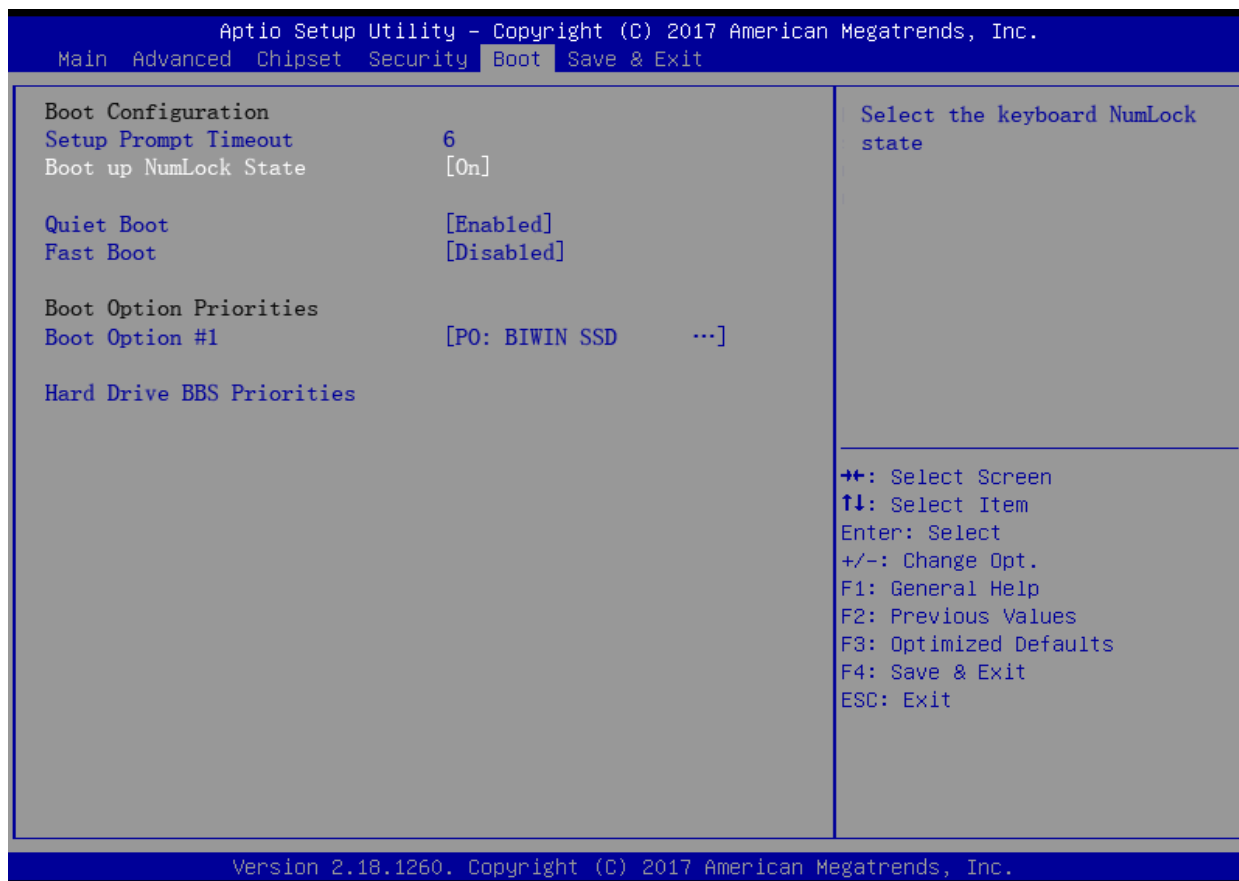 Aptio Setup Utility – Copyright (C) 2017 American Megatrends, Inc.
Main Advanced Chipset Security Boot Save & Exit
Boot Configuration
Setup Prompt Timeout 6
Boot up NumLock State [On]
Quiet Boot [Enabled]
Fast Boot [Disabled]
Boot Option Priorities
Boot Option #1 [PO: BIWIN SSD ...]
Hard Drive BBS Priorities
Select the keyboard NumLock
state
→←: Select Screen
↑↓: Select Item
Enter: Select
+/-: Change Opt.
F1: General Help
F2: Previous Values
F3: Optimized Defaults
F4: Save & Exit
ESC: Exit
Version 2.18.1260. Copyright (C) 2017 American Megatrends, Inc.